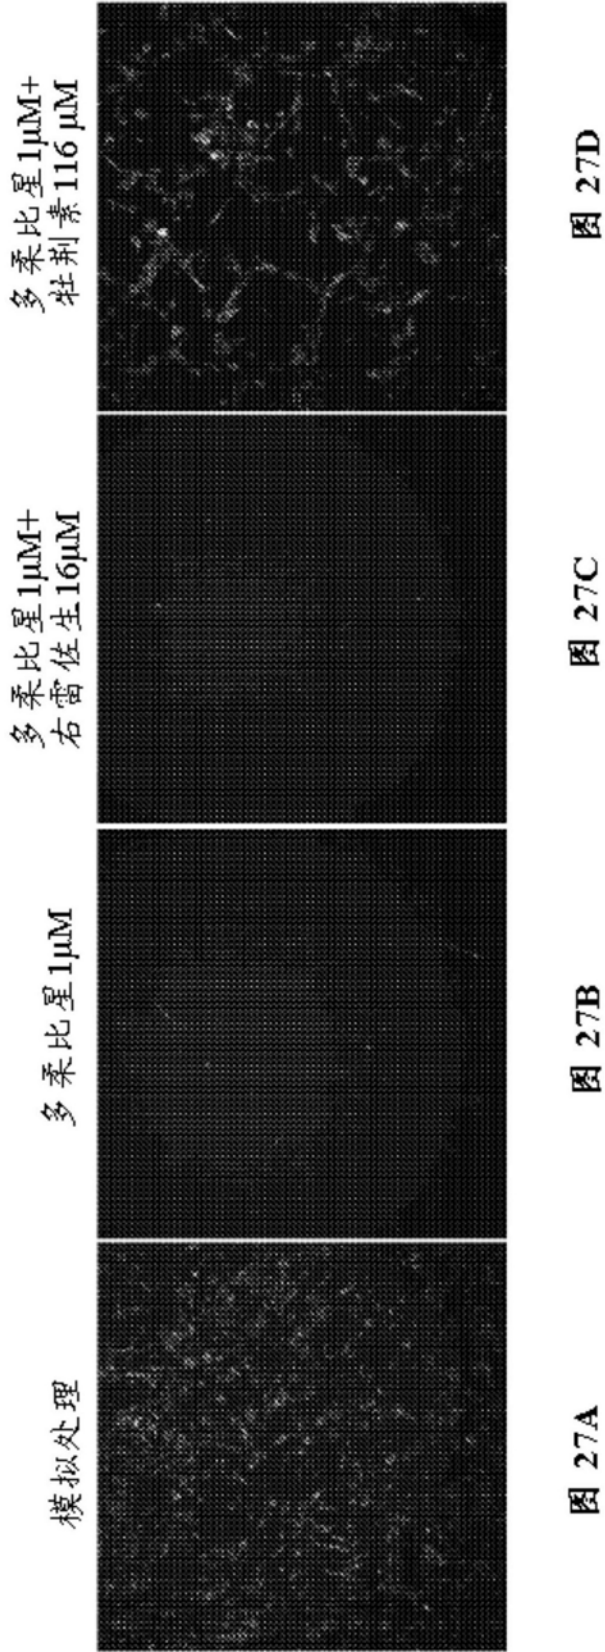 模拟处理
多柔比星1μM
多柔比星1μM+
右雷佐生16μM
多柔比星1μM+
牡荆素116 μM
图 27A
图 27B
图 27C
图 27D